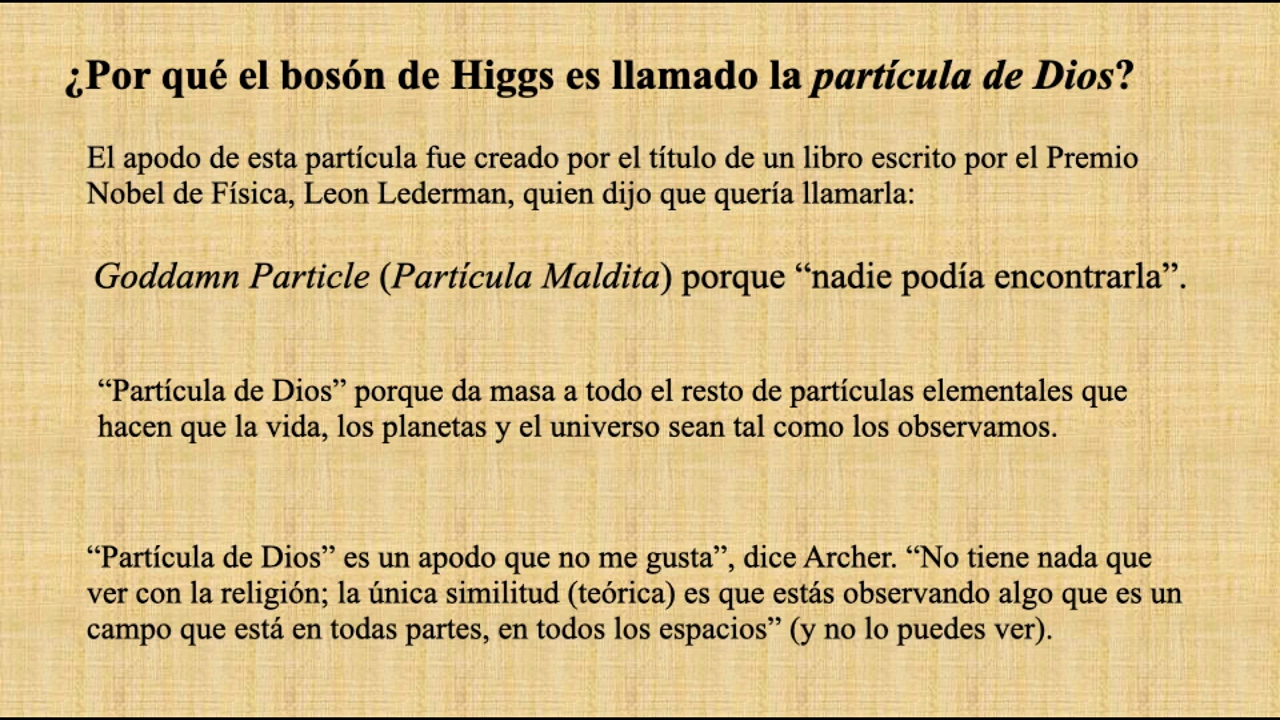 ¿Por qué el bosón de Higgs es llamado la partícula de Dios?
El apodo de esta partícula fue creado por el título de un libro escrito por el Premio
Nobel de Física, Leon Lederman, quien dijo que quería llamarla:
Goddamn Particle (Partícula Maldita) porque “nadie podía encontrarla”.
“Partícula de Dios” porque da masa a todo el resto de partículas elementales que
hacen que la vida, los planetas y el universo sean tal como los observamos.
“Partícula de Dios” es un apodo que no me gusta”, dice Archer. “No tiene nada que
ver con la religión; la única similitud (teórica) es que estás observando algo que es un
campo que está en todas partes, en todos los espacios” (y no lo puedes ver).